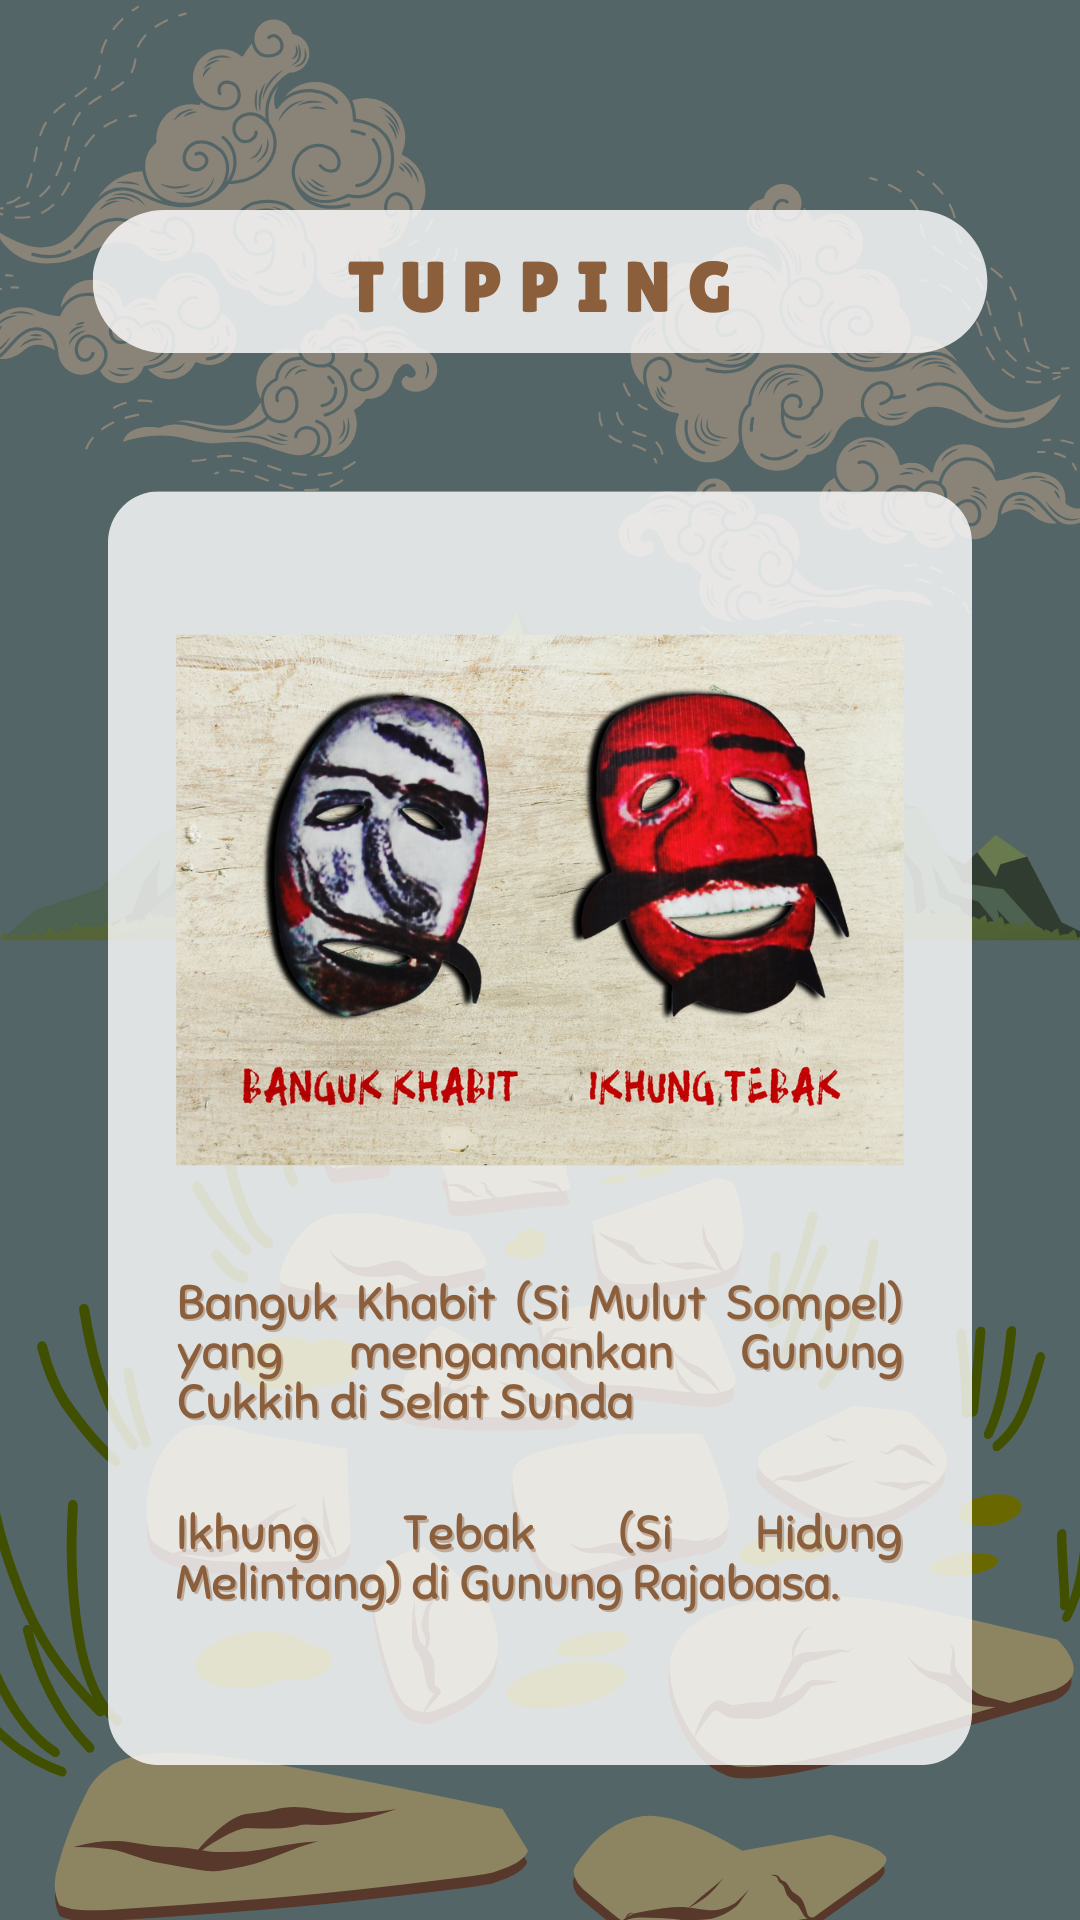 TUPPING
BANGUK KHABIT
IKHUNG TEBAK
Banguk Khabit (Si Mulut Sompel)
yang mengamankan Gunung
Cukkih di Selat Sunda
Ikhung Tebak (Si Hidung
Melintang) di Gunung Rajabasa.